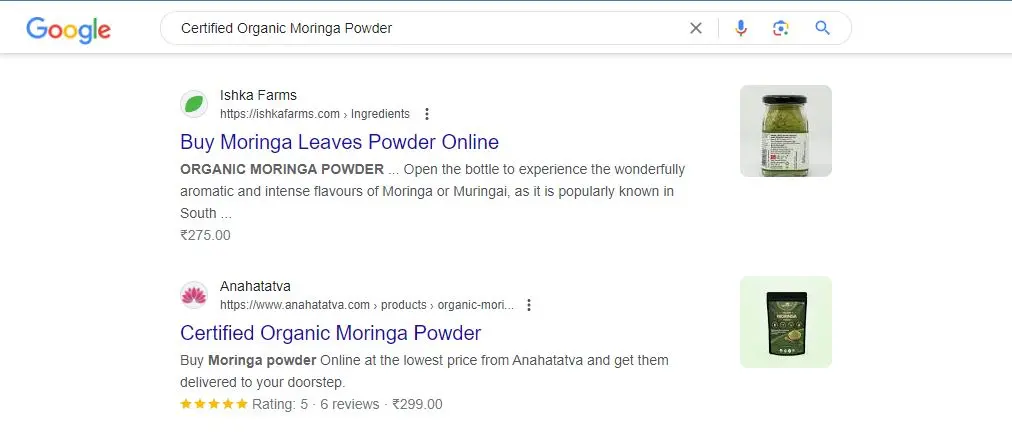 Google
Certified Organic Moringa Powder
Ishka Farms
https://ishkafarms.com › Ingredients
Buy Moringa Leaves Powder Online
ORGANIC MORINGA POWDER ... Open the bottle to experience the wonderfully
aromatic and intense flavours of Moringa or Muringai, as it is popularly known in
South ...
₹275.00
Anahatatva
https://www.anahatatva.com › products › organic-mori...
Certified Organic Moringa Powder
Buy Moringa powder Online at the lowest price from Anahatatva and get them
delivered to your doorstep.
Rating: 5 · 6 reviews · ₹299.00
MORINGA